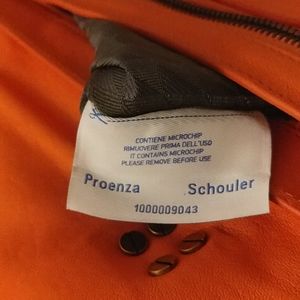 CONTIENE MICROCHIP
RIMUOVERE PRIMA DELL'USO
IT CONTAINS MICROCHIP
PLEASE REMOVE BEFORE USE
Proenza Schouler
1000009043